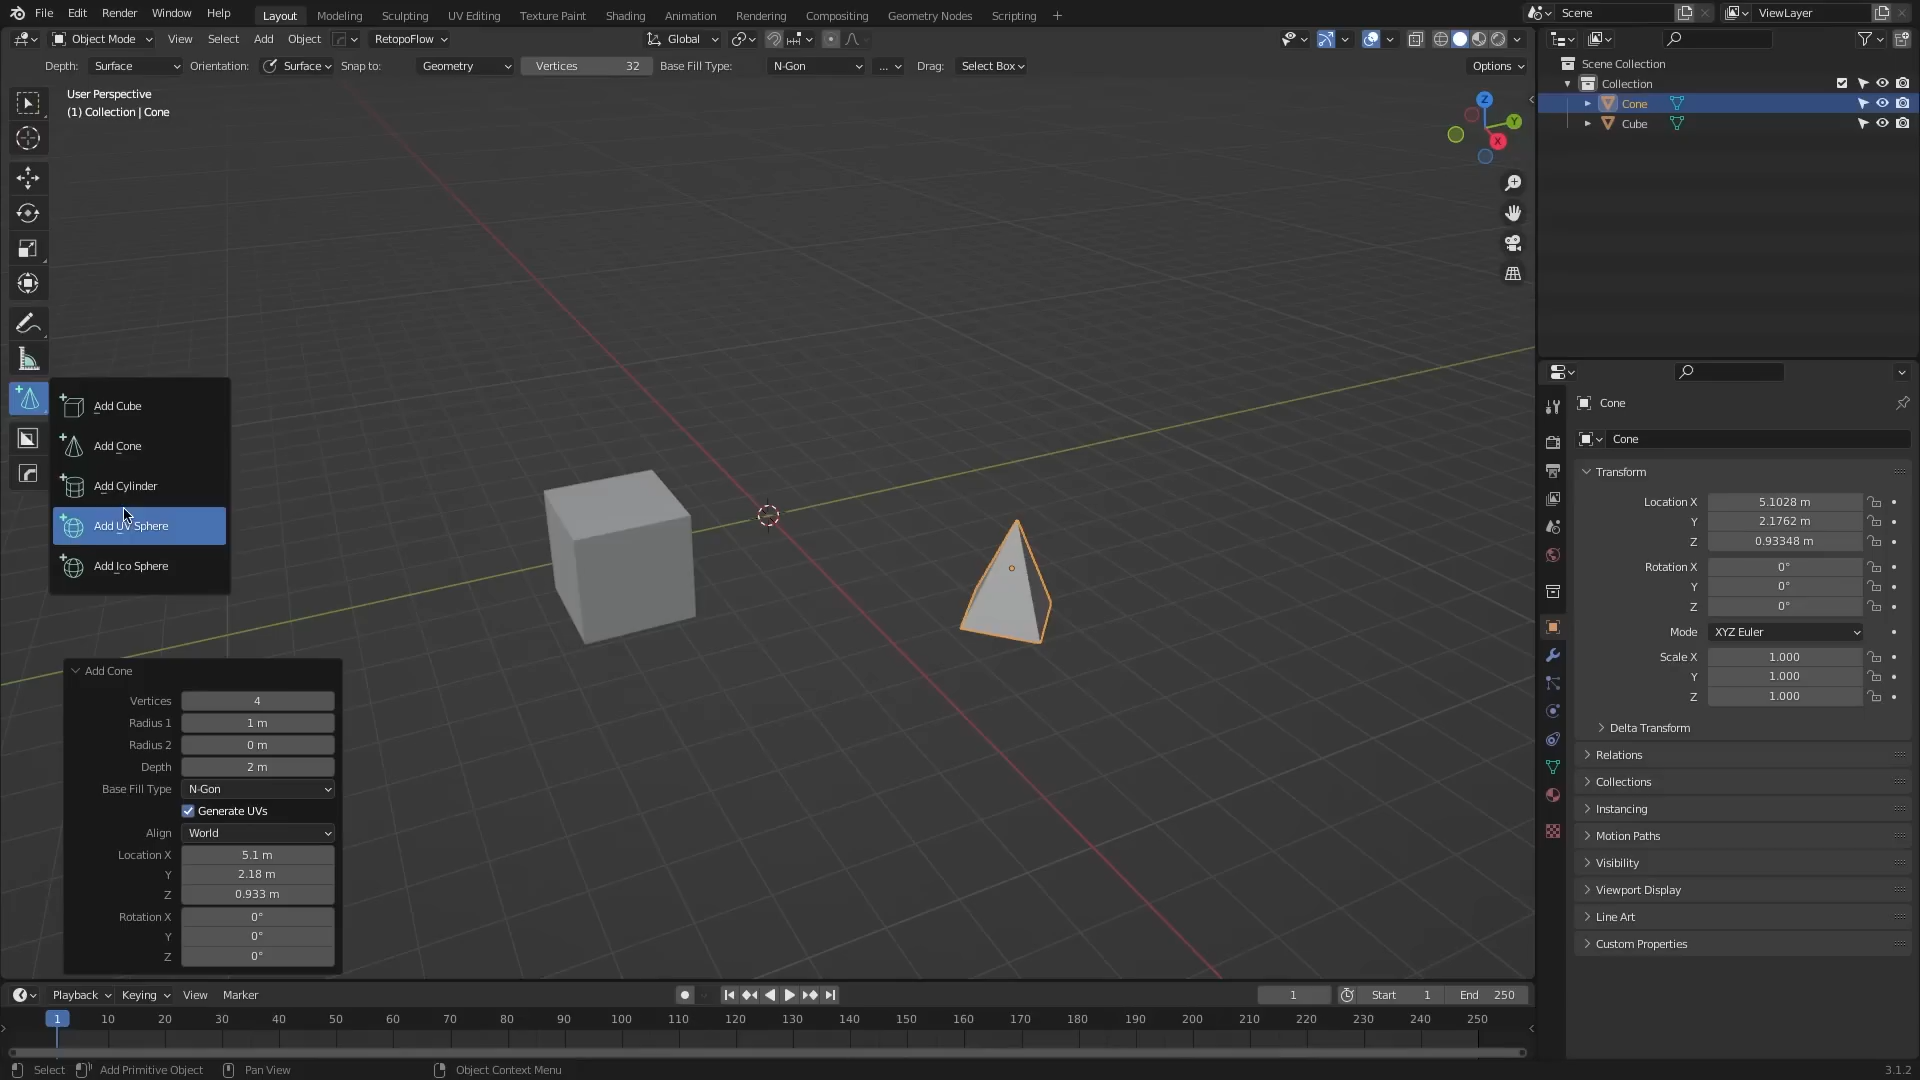 File Edit Render Window Help Layout Modeling Sculpting UV Editing Texture Paint Shading Animation Rendering Compositing Geometry Nodes Scripting + Scene ViewLayer
Object Mode View Select Add Object RetopoFlow Global
Depth: Surface Orientation: Surface Snap to: Geometry Vertices 32 Base Fill Type: N-Gon ... Drag: Select Box Options
User Perspective
(1) Collection | Cone
Z
Y
X
Scene Collection
Collection
Cone
Cube
Add Cube
Add Cone
Add Cylinder
Add UV Sphere
Add Ico Sphere
Add Cone
Vertices 4
Radius 1 1 m
Radius 2 0 m
Depth 2 m
Base Fill Type N-Gon
Generate UVs
Align World
Location X 5.1 m
Y 2.18 m
Z 0.933 m
Rotation X 0°
Y 0°
Z 0°
Cone
Cone
Transform
Location X 5.1028 m
Y 2.1762 m
Z 0.93348 m
Rotation X 0°
Y 0°
Z 0°
Mode XYZ Euler
Scale X 1.000
Y 1.000
Z 1.000
Delta Transform
Relations
Collections
Instancing
Motion Paths
Visibility
Viewport Display
Line Art
Custom Properties
Playback Keying View Marker 1 Start 1 End 250
1 10 20 30 40 50 60 70 80 90 100 110 120 130 140 150 160 170 180 190 200 210 220 230 240 250
Select Add Primitive Object Pan View Object Context Menu 3.1.2